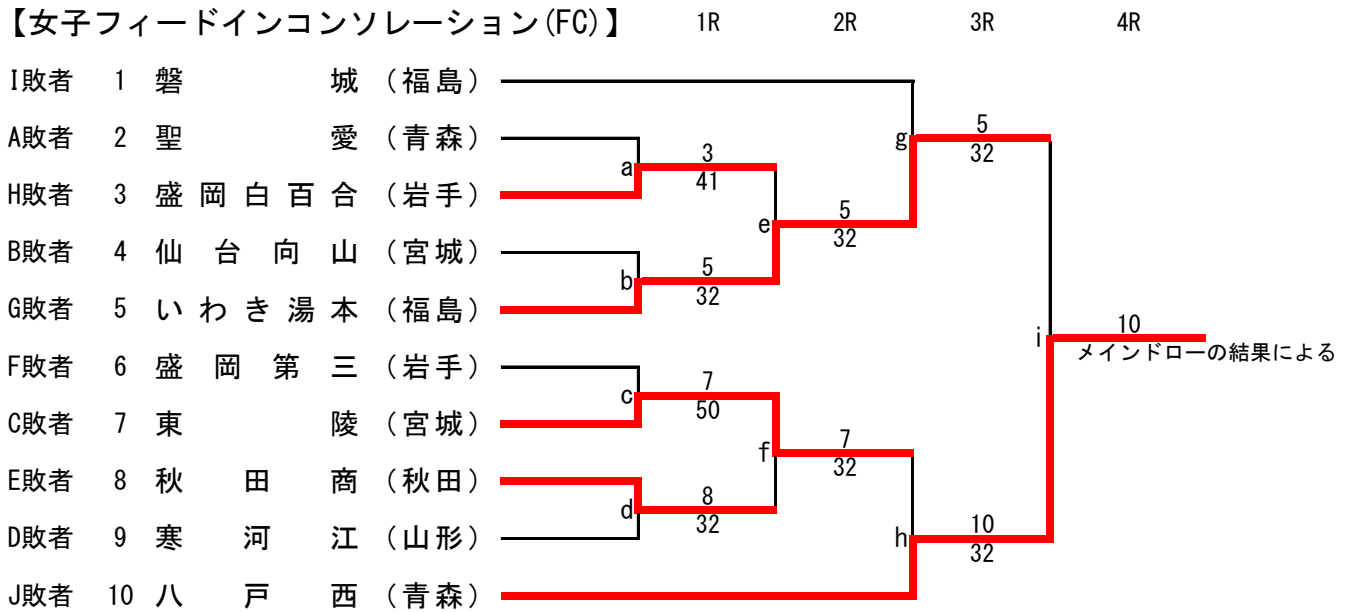 【女子フィードインコンソレーション(FC)】 1R 2R 3R 4R
I敗者 1 磐城 (福島)
A敗者 2 聖愛 (青森)
g 5
32
a 3
41
H敗者 3 盛岡白百合 (岩手)
e 5
32
B敗者 4 仙台向山 (宮城)
b 5
32
G敗者 5 いわき湯本 (福島)
i 10
メインドローの結果による
F敗者 6 盛岡第三 (岩手)
c 7
50
C敗者 7 東陵 (宮城)
f 7
32
E敗者 8 秋田商 (秋田)
d 8
32
D敗者 9 寒河江 (山形)
h 10
32
J敗者 10 八戸西 (青森)